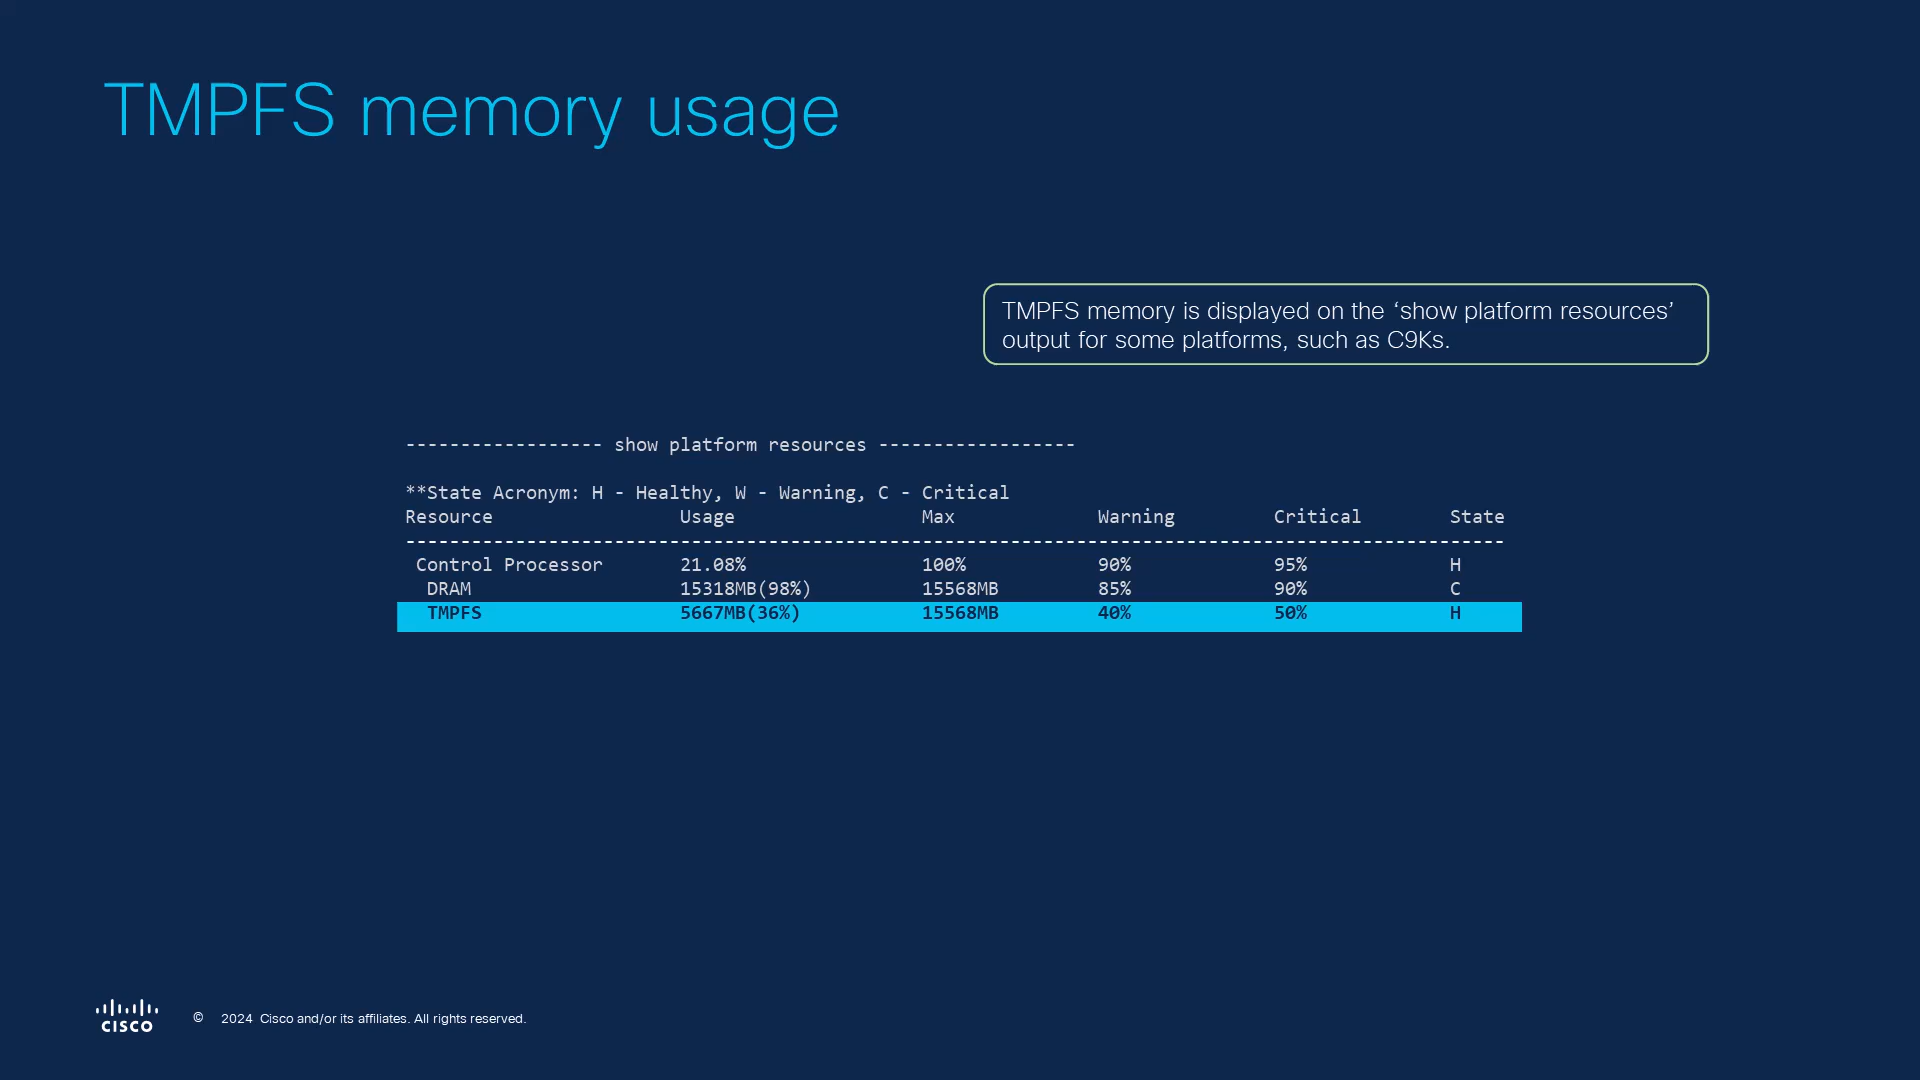 TMPFS memory usage
TMPFS memory is displayed on the ‘show platform resources’
output for some platforms, such as C9Ks.
------------------ show platform resources ------------------
**State Acronym: H - Healthy, W - Warning, C - Critical
Resource                 Usage                 Max             Warning         Critical        State
----------------------------------------------------------------------------------------------------
 Control Processor       21.08%                100%            90%             95%             H
  DRAM                   15318MB(98%)          15568MB         85%             90%             C
  TMPFS                  5667MB(36%)           15568MB         40%             50%             H
CISCO
© 2024 Cisco and/or its affiliates. All rights reserved.